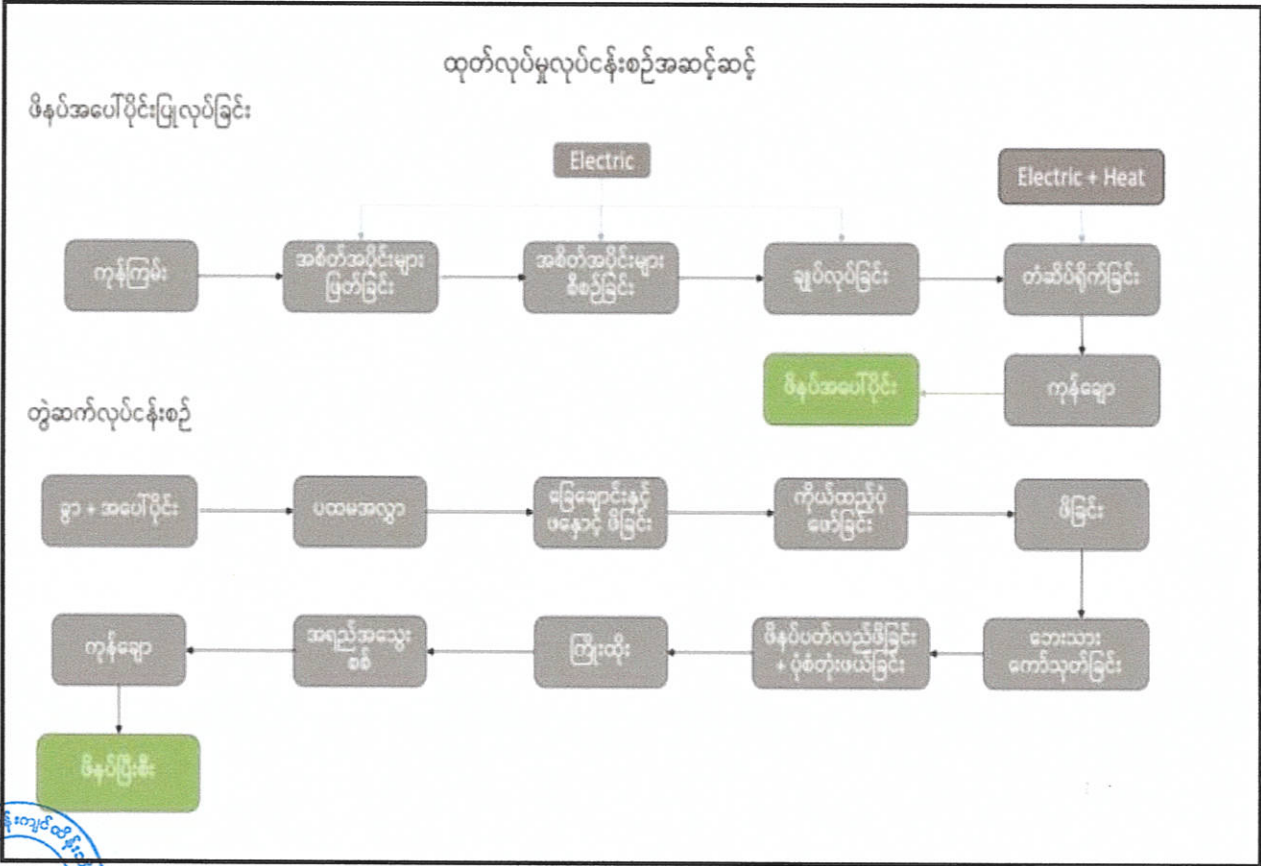 ထုတ်လုပ်မှုလုပ်ငန်းစဉ်အဆင့်ဆင့်
ဖိနပ်အပေါ်ပိုင်းပြုလုပ်ခြင်း
Electric
Electric + Heat
ကုန်ကြမ်း
အစိတ်အပိုင်းများ
ဖြတ်ခြင်း
အစိတ်အပိုင်းများ
စီစဉ်ခြင်း
ချုပ်လုပ်ခြင်း
တံဆိပ်ရိုက်ခြင်း
ဖိနပ်အပေါ်ပိုင်း
ကုန်ချော
တွဲဆက်လုပ်ငန်းစဉ်
ခွာ + အပေါ်ပိုင်း
ပထမအလွှာ
ခြေချောင်းနှင့်
ဖနှောင့် ဖိခြင်း
ကိုယ်ထည်ပုံ
ဖော်ခြင်း
ဖိခြင်း
ကုန်ချော
အရည်အသွေး
စစ်
ကြိုးထိုး
ဖိနပ်ပတ်လည်ဖိခြင်း
+ ပုံစံတုံးဖယ်ခြင်း
ဘေးသား
ကော်သုတ်ခြင်း
ဖိနပ်ပြီးစီး